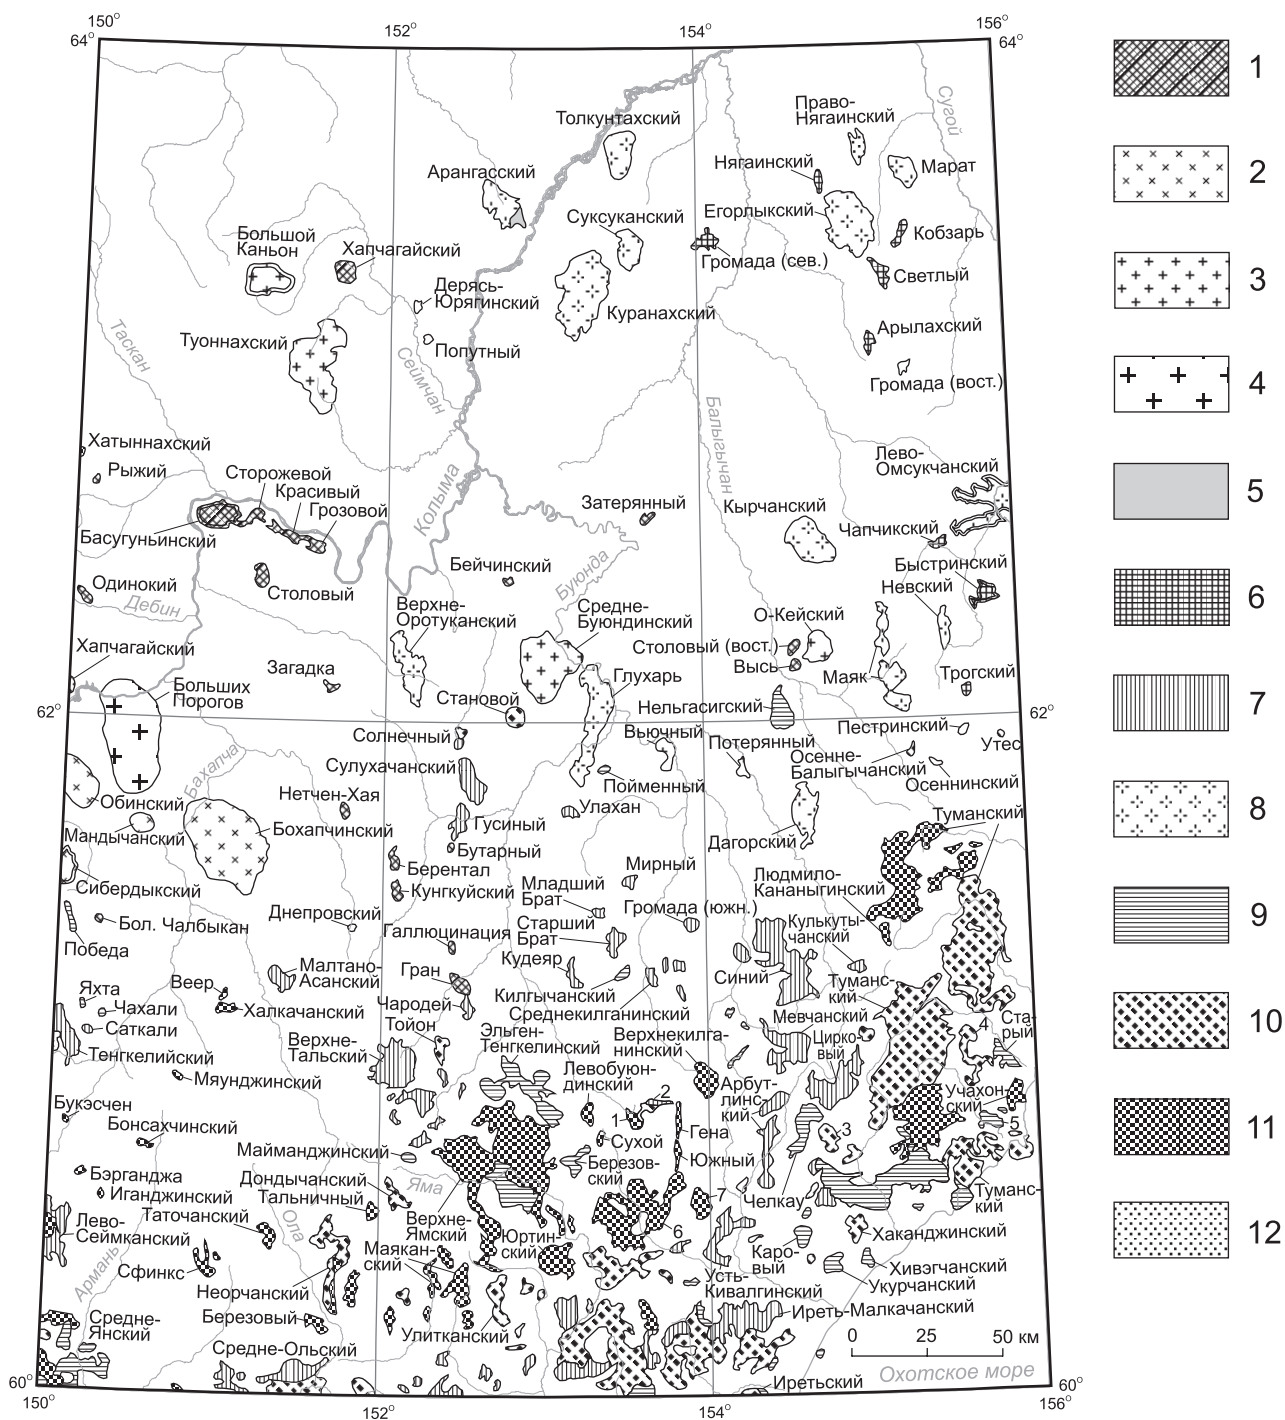 150°
152°
154°
156°
64°
64°
Сугой
Право-
Нягаинский
Толкунтахский
Нягаинский
Марат
Арангасский
Суксуканский
Егорлыкский
Кобзарь
Большой
Каньон
Хапчагайский
Громада (сев.)
Светлый
Дерясь-
Юрягинский
Куранахский
Арылахский
Таскан
Туоннахский
Сеймчан
Попутный
Громада (вост.)
Балыгычан
Хатыннахский
Рыжий
Сторожевой
Красивый
Грозовой
Колыма
Лево-
Омсукчанский
Затерянный
Кырчанский
Чапчикский
Басугуньинский
Бейчинский
Буюнда
Быстринский
Невский
Одинокий
Дебин
Столовый
Верхне-
Оротуканский
Средне-
Буюндинский
О-Кейский
Столовый (вост.)
Высь
Маяк
Трогский
Хапчагайский
Загадка
Больших
Порогов
Становой
Глухарь
Нельгасигский
62°
62°
Солнечный
Вьючный
Потерянный
Пестринский
Утес
Осенне-
Балыгычанский
Осеннинский
Сулухачанский
Пойменный
Бахапча
Обинский
Нетчен-Хая
Улахан
Туманский
Мандычанский
Бохапчинский
Гусиный
Бутарный
Дагорский
Берентал
Кунгкуйский
Мирный
Людмило-
Кананыгинский
Сибердыкский
Младший
Брат
Громада (южн.)
Бол. Чалбыкан
Днепровский
Галлюцинация
Старший
Брат
Кулькуты-
чанский
Победа
Малтано-
Асанский
Гран
Кудеяр
Синий
Туманс-
кий
Яхта
Веер
Чахали
Халкачанский
Чародей
Килгычанский
Среднекилганинский
Мевчанский
Ста-
рый
Саткали
Тойон
Эльген-
Тенгкелинский
Верхнекилга-
нинский
Цирко-
вый
4
Тенгкелийский
Верхне-
Тальский
Левобуюн-
динский
Арбут-
линс-
кий
Учахон-
ский
Мяунджинский
Букэсчен
Бонсахчинский
1
2
3
5
Гена
Сухой
Южный
Майманджинский
Березов-
ский
Бэрганджа
Иганджинский
Дондычанский
Тальничный
Яма
7
Челкау
Туманс-
кий
Таточанский
Ола
Верхне-
Ямский
Юртин-
ский
6
Лево-
Сеймканский
Армань
Сфинкс
Маякан-
ский
Каро-
вый
Хаканджинский
Неорчанский
Усть-
Кивалгинский
Хивэгчанский
Укурчанский
Средне-
Янский
Березовый
Улитканский
Иреть-Малкачанский
0 25 50 км
Средне-Ольский
Иретьский
Охотское море
60°
60°
150°
152°
154°
156°
1
2
3
4
5
6
7
8
9
10
11
12